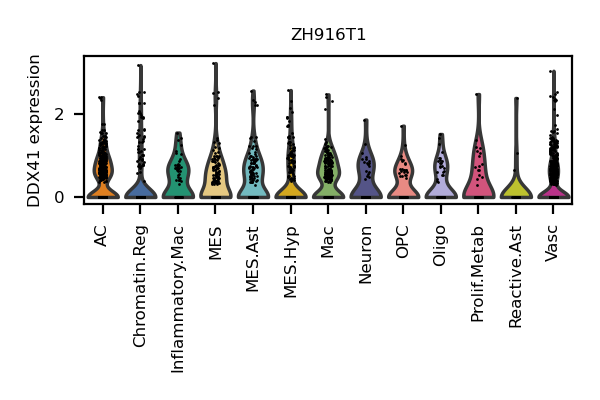 ZH916T1
DDX41 expression
2
0
AC
Chromatin.Reg
Inflammatory.Mac
MES
MES.Ast
MES.Hyp
Mac
Neuron
OPC
Oligo
Prolif.Metab
Reactive.Ast
Vasc